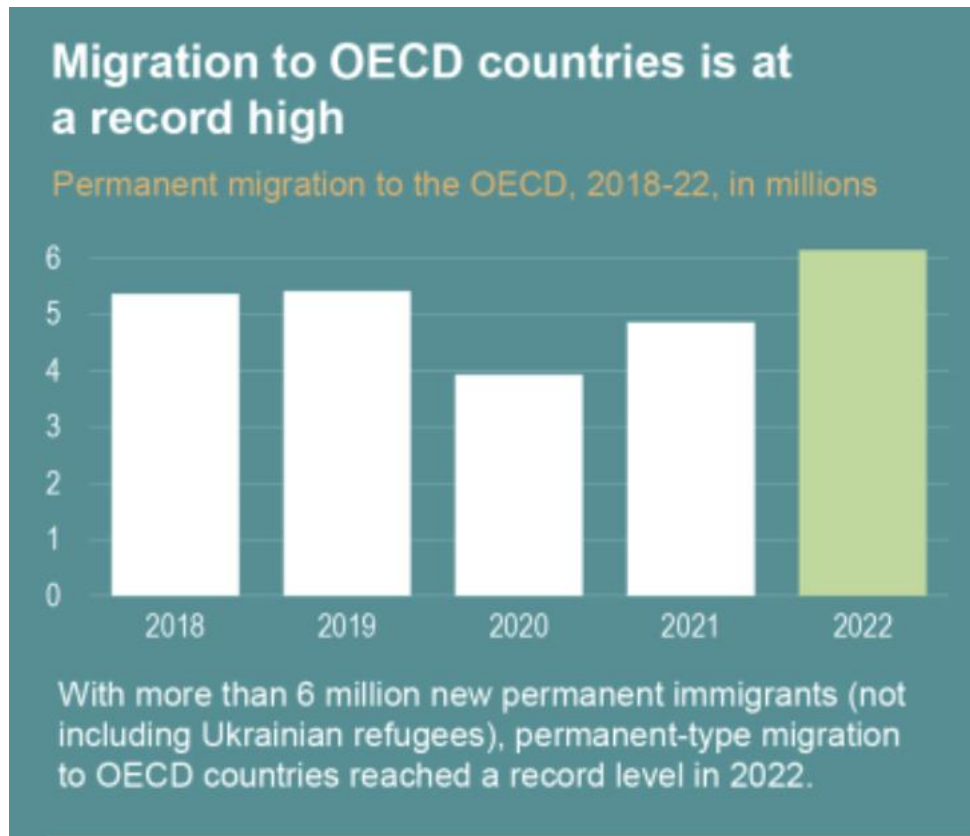 Migration to OECD countries is at
a record high
Permanent migration to the OECD, 2018-22, in millions
6
5
4
3
2
1
0
2018 2019 2020 2021 2022
With more than 6 million new permanent immigrants (not
including Ukrainian refugees), permanent-type migration
to OECD countries reached a record level in 2022.